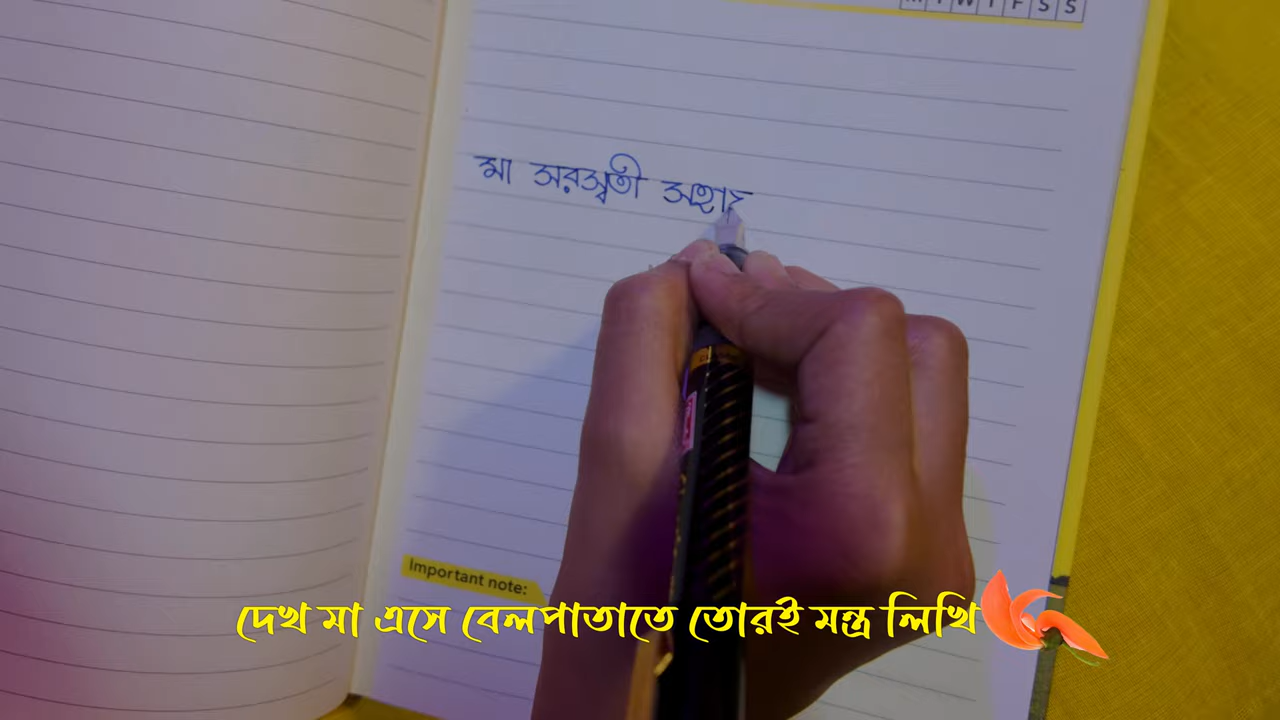 M T W T F S S
মা সরস্বতী সহায়
Important note:
দেখ মা এসে বেলপাতাতে তোরই মন্ত্র লিখি